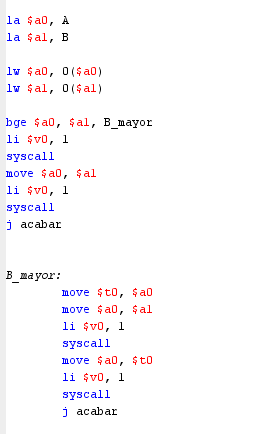 la $a0, A
la $a1, B
lw $a0, 0($a0)
lw $a1, 0($a1)
bge $a0, $a1, B_mayor
li $v0, 1
syscall
move $a0, $a1
li $v0, 1
syscall
j acabar
B_mayor:
move $t0, $a0
move $a0, $a1
li $v0, 1
syscall
move $a0, $t0
li $v0, 1
syscall
j acabar